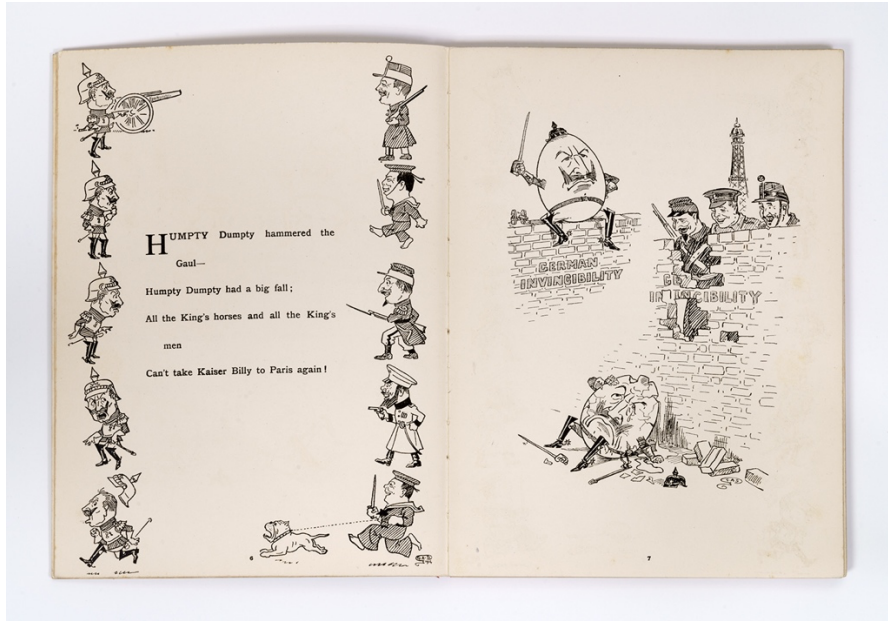 HUMPTY Dumpty hammered the
Gaul—
Humpty Dumpty had a big fall;
All the King's horses and all the King's
men
Can't take Kaiser Billy to Paris again!
6
GERMAN
INVINCIBILITY
7